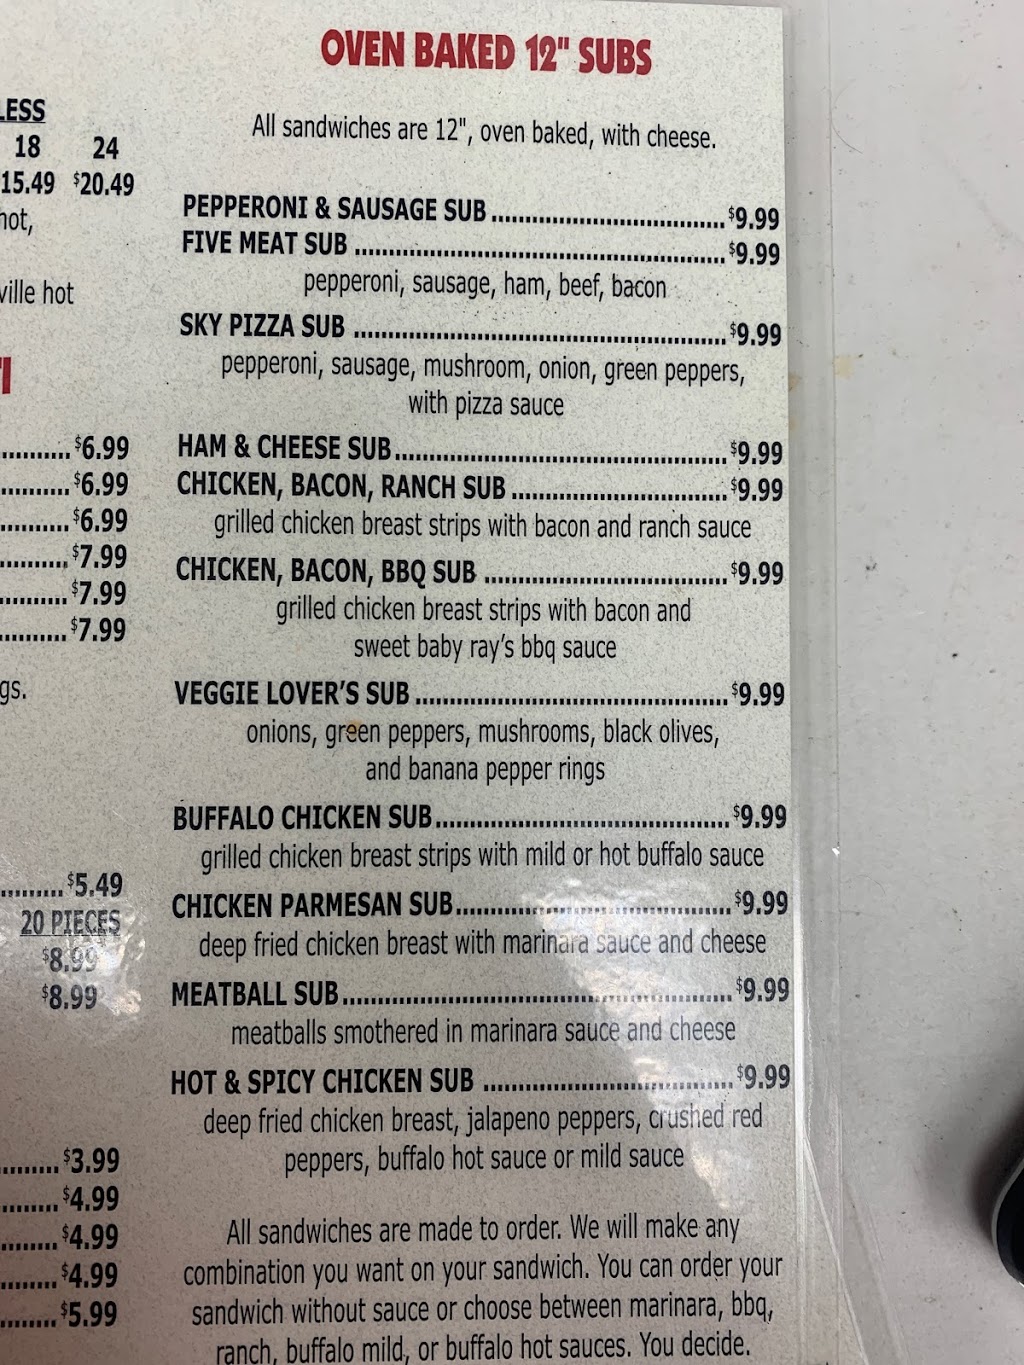 LESS
18 24
15.49 $20.49
hot,
ville hot
$6.99
$6.99
$6.99
$7.99
$7.99
$7.99
gs.
$5.49
20 PIECES
$8.99
$8.99
$3.99
$4.99
$4.99
$4.99
$5.99
OVEN BAKED 12" SUBS
All sandwiches are 12", oven baked, with cheese.
PEPPERONI & SAUSAGE SUB $9.99
FIVE MEAT SUB $9.99
pepperoni, sausage, ham, beef, bacon
SKY PIZZA SUB $9.99
pepperoni, sausage, mushroom, onion, green peppers,
with pizza sauce
HAM & CHEESE SUB $9.99
CHICKEN, BACON, RANCH SUB $9.99
grilled chicken breast strips with bacon and ranch sauce
CHICKEN, BACON, BBQ SUB $9.99
grilled chicken breast strips with bacon and
sweet baby ray's bbq sauce
VEGGIE LOVER'S SUB $9.99
onions, green peppers, mushrooms, black olives,
and banana pepper rings
BUFFALO CHICKEN SUB $9.99
grilled chicken breast strips with mild or hot buffalo sauce
CHICKEN PARMESAN SUB $9.99
deep fried chicken breast with marinara sauce and cheese
MEATBALL SUB $9.99
meatballs smothered in marinara sauce and cheese
HOT & SPICY CHICKEN SUB $9.99
deep fried chicken breast, jalapeno peppers, crushed red
peppers, buffalo hot sauce or mild sauce
All sandwiches are made to order. We will make any
combination you want on your sandwich. You can order your
sandwich without sauce or choose between marinara, bbq,
ranch, buffalo mild, or buffalo hot sauces. You decide.